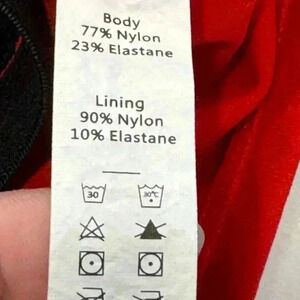 Body
77% Nylon
23% Elastane
Lining
90% Nylon
10% Elastane
30 30°C